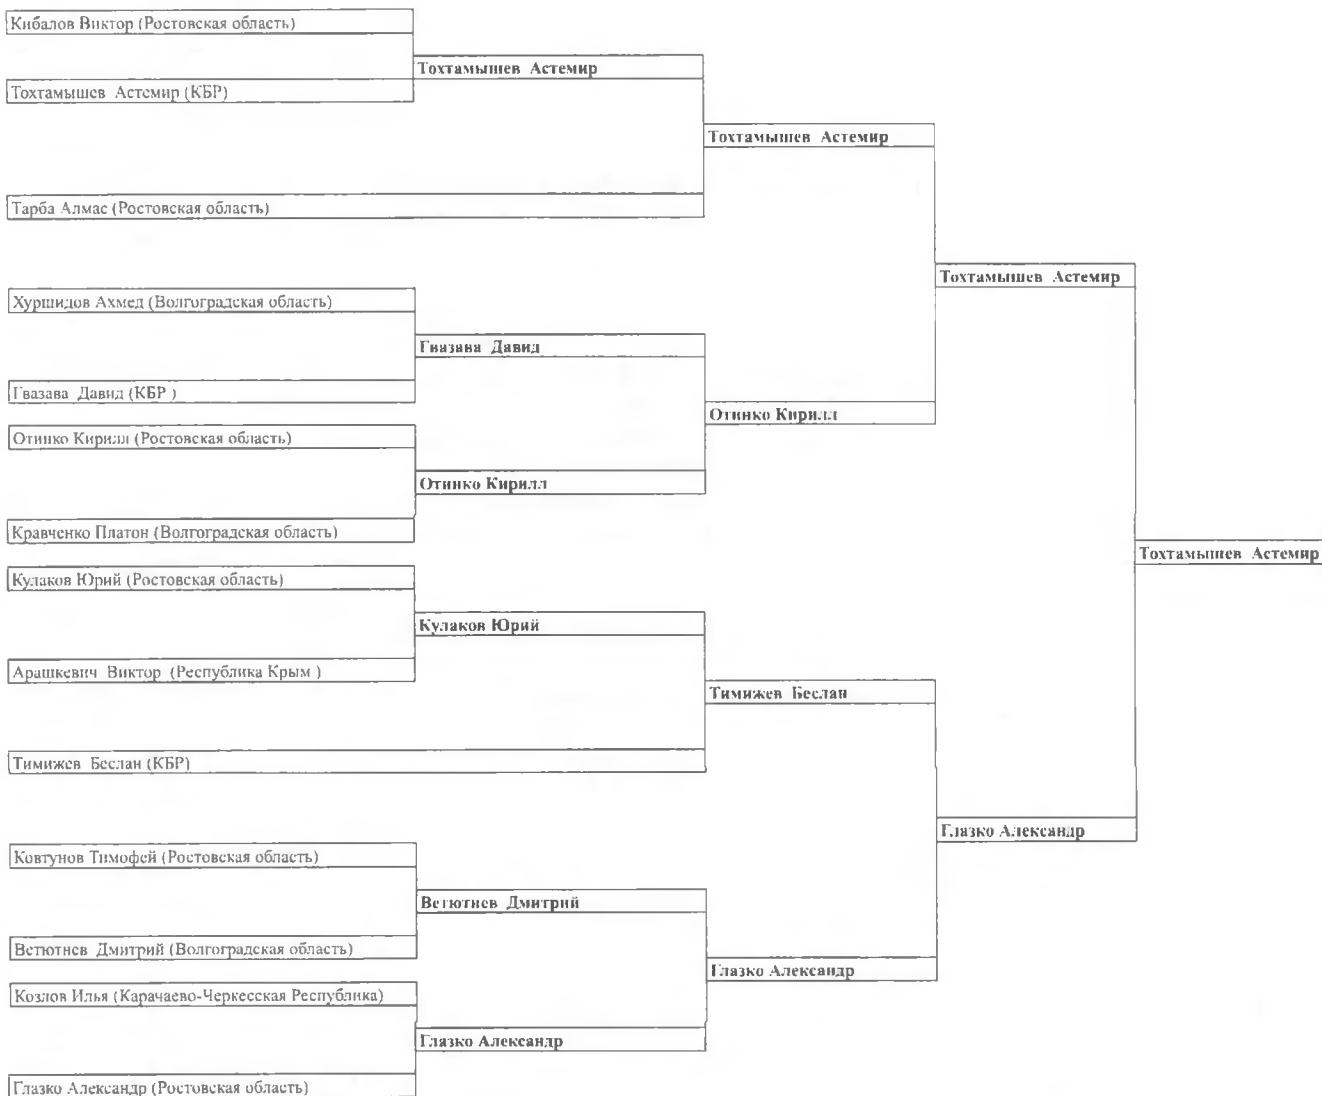 Кибалов Виктор (Ростовская область)
Тохтамышев Астемир
Тохтамышев Астемир (КБР)
Тохтамышев Астемир
Тарба Алмас (Ростовская область)
Тохтамышев Астемир
Хуршидов Ахмед (Волгоградская область)
Гвазава Давид
Гвазава Давид (КБР )
Отинко Кирилл
Отинко Кирилл (Ростовская область)
Отинко Кирилл
Кравченко Платон (Волгоградская область)
Тохтамышев Астемир
Кулаков Юрий (Ростовская область)
Кулаков Юрий
Арашкевич Виктор (Республика Крым )
Тимижев Беслан
Тимижев Беслан (КБР)
Глазко Александр
Ковтунов Тимофей (Ростовская область)
Ветютнев Дмитрий
Ветютнев Дмитрий (Волгоградская область)
Глазко Александр
Козлов Илья (Карачаево-Черкесская Республика)
Глазко Александр
Глазко Александр (Ростовская область)